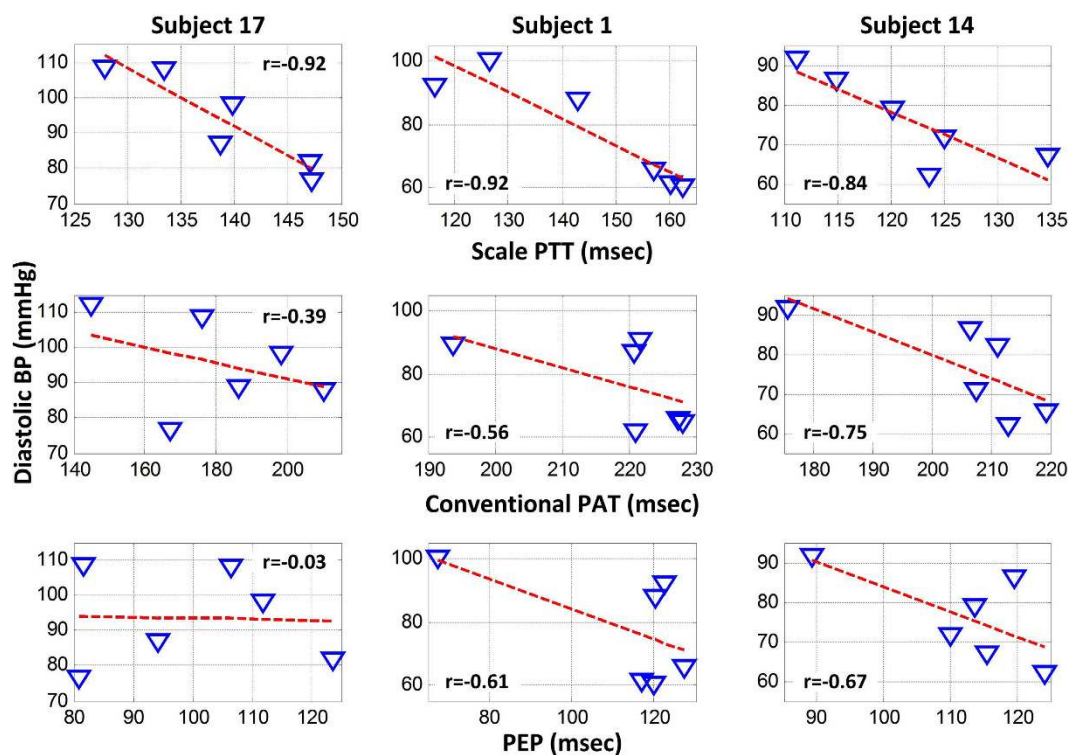 Subject 17 Subject 1 Subject 14
110
100
90
80
70
r=-0.92
125 130 135 140 145 150
100
80
60
r=-0.92
120 130 140 150 160
90
80
70
60
r=-0.84
110 115 120 125 130 135
Scale PTT (msec)
Diastolic BP (mmHg)
110
100
90
80
70
r=-0.39
140 160 180 200
100
80
60
r=-0.56
190 200 210 220 230
90
80
70
60
r=-0.75
180 190 200 210 220
Conventional PAT (msec)
110
100
90
80
70
r=-0.03
80 90 100 110 120
100
80
60
r=-0.61
80 100 120
90
80
70
60
r=-0.67
90 100 110 120
PEP (msec)